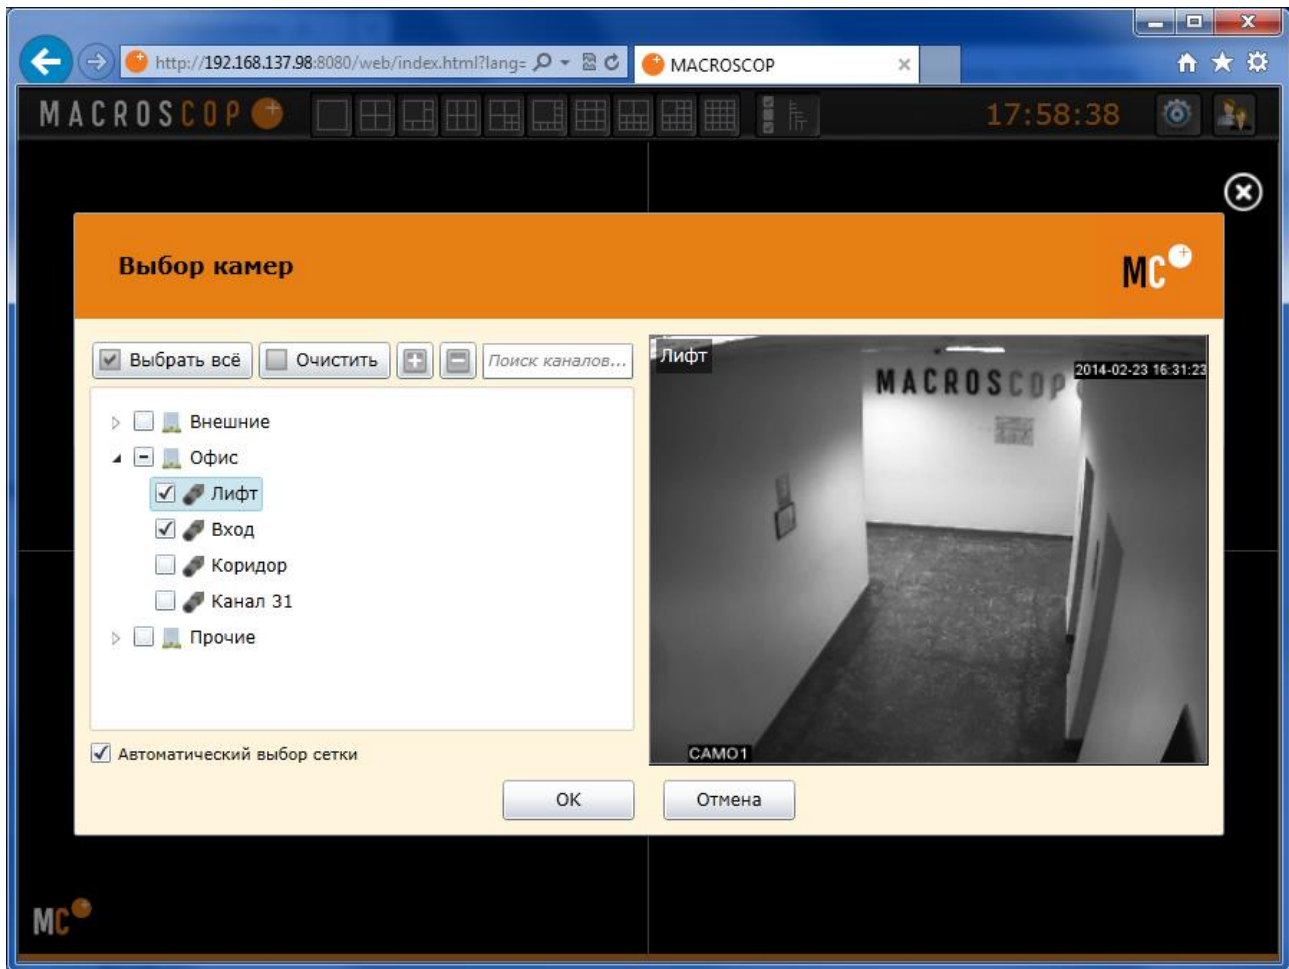 http://192.168.137.98:8080/web/index.html?lang=
MACROSCOP
MACROSCOP
17:58:38
Выбор камер
MC
Выбрать всё
Очистить
Поиск каналов...
Внешние
Офис
Лифт
Вход
Коридор
Канал 31
Прочие
Автоматический выбор сетки
Лифт
2014-02-23 16:31:23
MACROSCOP
CAM01
OK
Отмена
MC